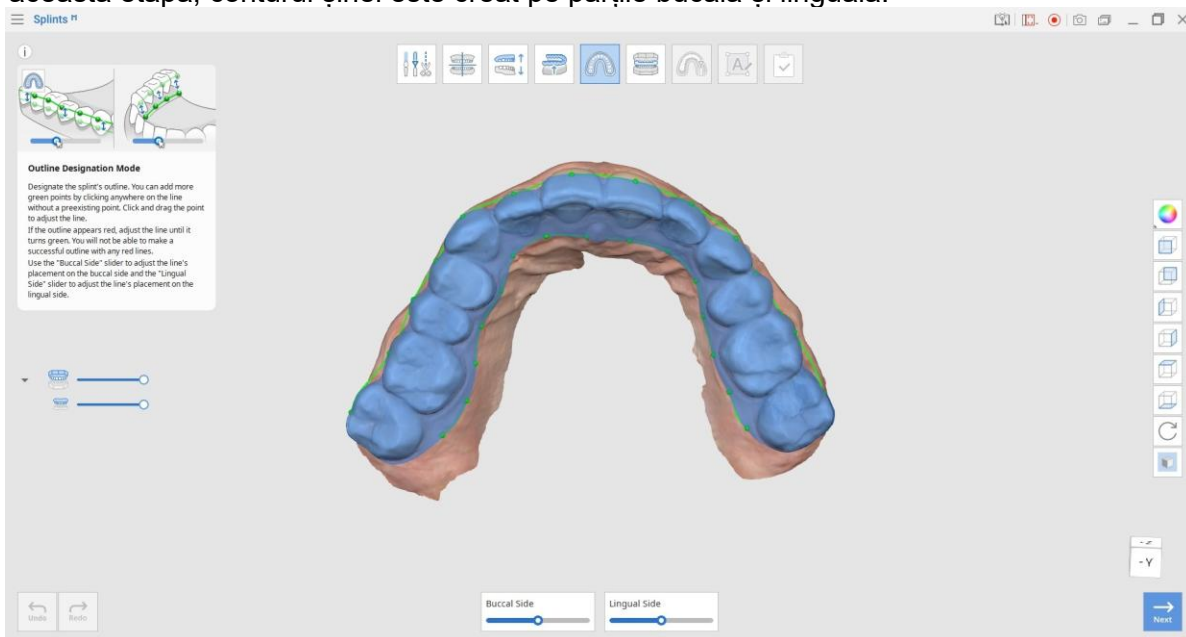 această etapă, conturul șinei este creat pe părțile bucală și linguală.
Splints M
Outline Designation Mode
Designate the splint's outline. You can add more
green points by clicking anywhere on the line
without a preexisting point. Click and drag the point
to adjust the line.
If the outline appears red, adjust the line until it
turns green. You will not be able to make a
successful outline with any red lines.
Use the "Buccal Side" slider to adjust the line's
placement on the buccal side and the "Lingual
Side" slider to adjust the line's placement on the
lingual side.
- Z
- Y
Undo
Redo
Buccal Side
Lingual Side
Next